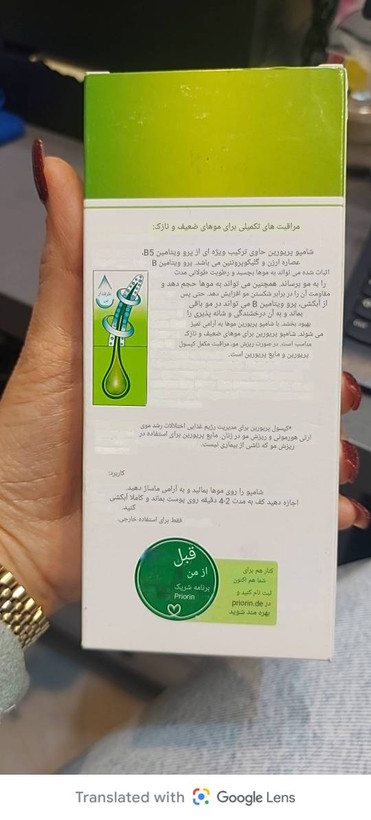 مراقبت های تکمیلی برای موهای ضعیف و نازک:
شامپو پریورین حاوی ترکیب ویژه ای از پرو ویتامین B5،
عصاره ارزن و گلیکوپروتئین می باشد. پرو ویتامین B
اثبات شده می تواند به موها بچسبد و رطوبت طولانی مدت
را به مو برساند. همچنین می تواند به موها حجم دهد و
مقاومت آن را در برابر شکستن مو افزایش دهد. حتی پس
از آبکشی، پرو ویتامین B می تواند در مو باقی
بماند و به آن درخشندگی و شانه پذیری را
بهبود بخشد. با شامپو پریورین موها به آرامی تمیز
می شوند. شامپو پریورین برای موهای ضعیف و نازک
مناسب است. در صورت ریزش مو، مراقبت مکمل کپسول
پریورین و مایع پریورین است.
*کپسول پریورین برای مدیریت رژیم غذایی اختلالات رشد موی
ارثی هورمونی و ریزش مو در زنان. مایع پریورین برای استفاده در
ریزش مو که ناشی از بیماری نیست.
کاربرد:
شامپو را روی موها بمالید و به آرامی ماساژ دهید.
اجازه دهید کف به مدت 2-4 دقیقه روی پوست بماند و کاملا آبکشی
کنید.
فقط برای استفاده خارجی.
قبل
از من
برنامه شریک
Priorin
کنار هم برای
شما هم اکنون
ثبت نام کنید و
در priorin.de
بهره مند شوید
Translated with Google Lens